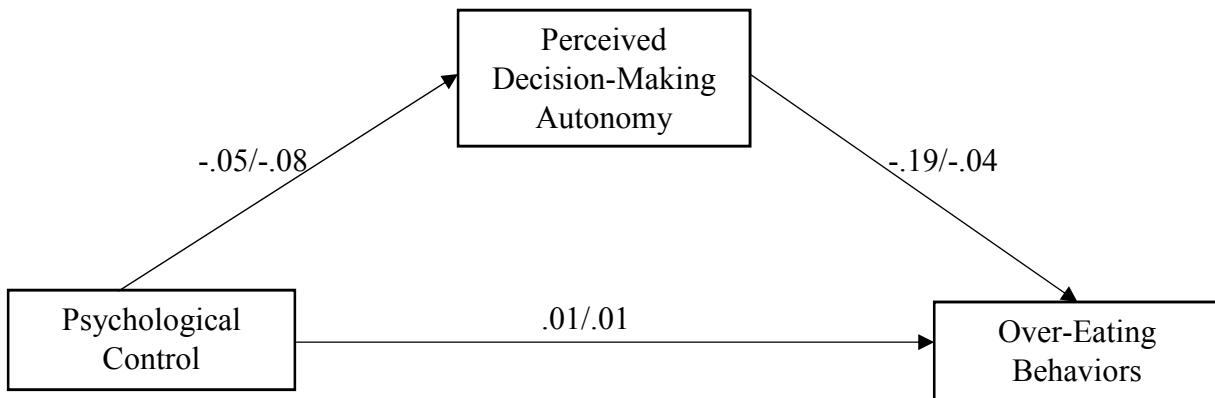 Perceived
Decision-Making
Autonomy
-.05/-.08
-.19/-.04
Psychological
Control
.01/.01
Over-Eating
Behaviors